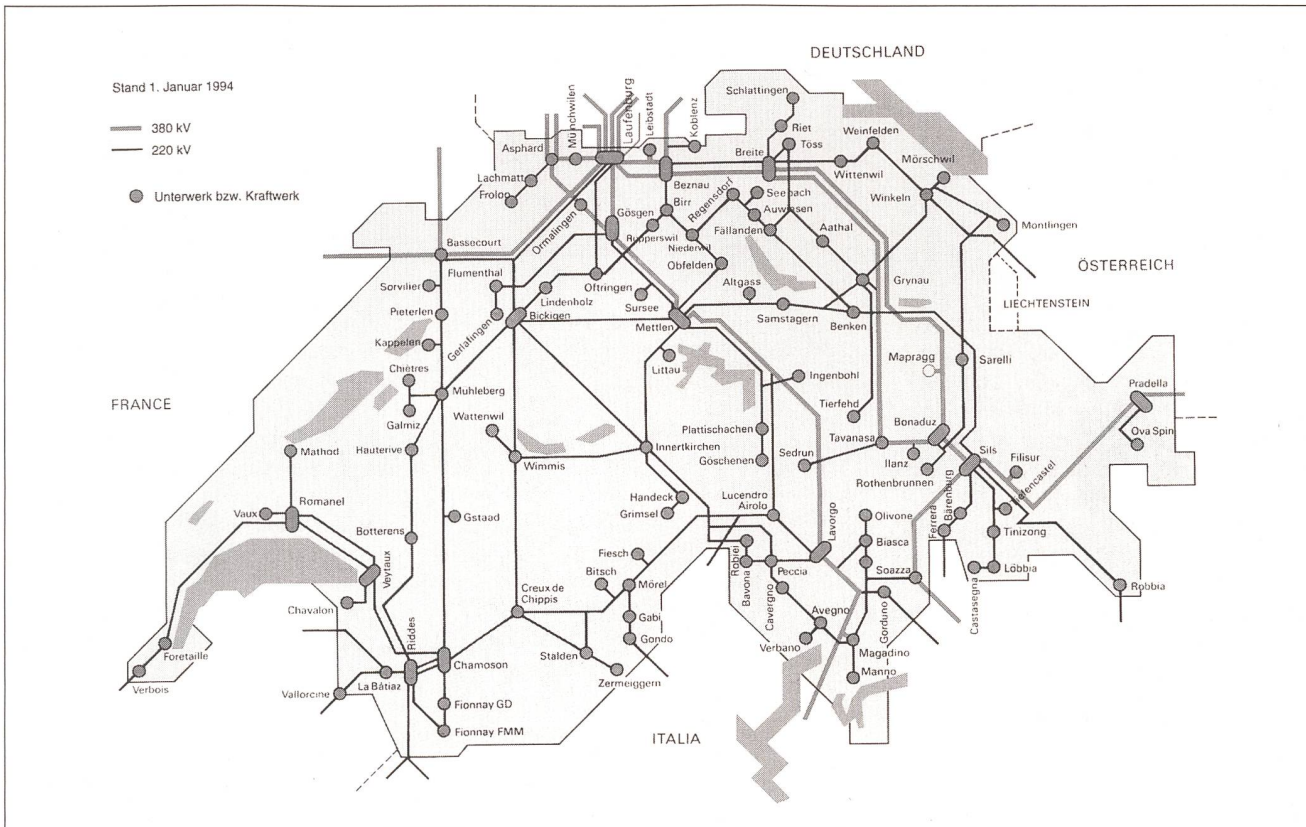 DEUTSCHLAND
Stand 1. Januar 1994
380 kV
220 kV
Unterwerk bzw. Kraftwerk
Schlattingen
Münchwilen
Laufenburg
Leibstadt
Koblenz
Riet
Töss
Weinfelden
Mörschwil
Asphard
Breite
Wittenwil
Lachmatt
Froloo
Beznau
Winkeln
Ormalingen
Gösgen
Birr
Regensdorf
Seebach
Auwiesen
Montlingen
Rupperswil
Niederwil
Fällanden
Aathal
Bassecourt
Obfelden
ÖSTERREICH
Flumenthal
Oftringen
Altgass
Grynau
LIECHTENSTEIN
Sorvilier
Lindenholz
Sursee
Pieterlen
Gerlafingen
Bickigen
Mettlen
Samstagern
Benken
Kappelen
Littau
Mapragg
Sarelli
Chiètres
Ingenbohl
Pradella
FRANCE
Mühleberg
Wattenwil
Tierfehd
Galmiz
Plattischachen
Tavanasa
Bonaduz
Ova Spin
Mathod
Hauterive
Wimmis
Innertkirchen
Göschenen
Sedrun
Ilanz
Rothenbrunnen
Sils
Filisur
Romanel
Handeck
Lucendro
Airolo
Tiefencastel
Vaux
Gstaad
Grimsel
Olivone
Ferrera
Bärenburg
Botterens
Fiesch
Robiei
Bavona
Lavorgo
Biasca
Tinizong
Veytaux
Bitsch
Mörel
Peccia
Soazza
Löbbia
Robbia
Chavalon
Creux de
Chippis
Cavergno
Avegno
Gorduno
Castasegna
Gabi
Foretaille
Riddes
Gondo
Verbano
Magadino
Verbois
Chamoson
Stalden
Manno
Vallorcine
La Bâtiaz
Zermeiggern
Fionnay GD
Fionnay FMM
ITALIA